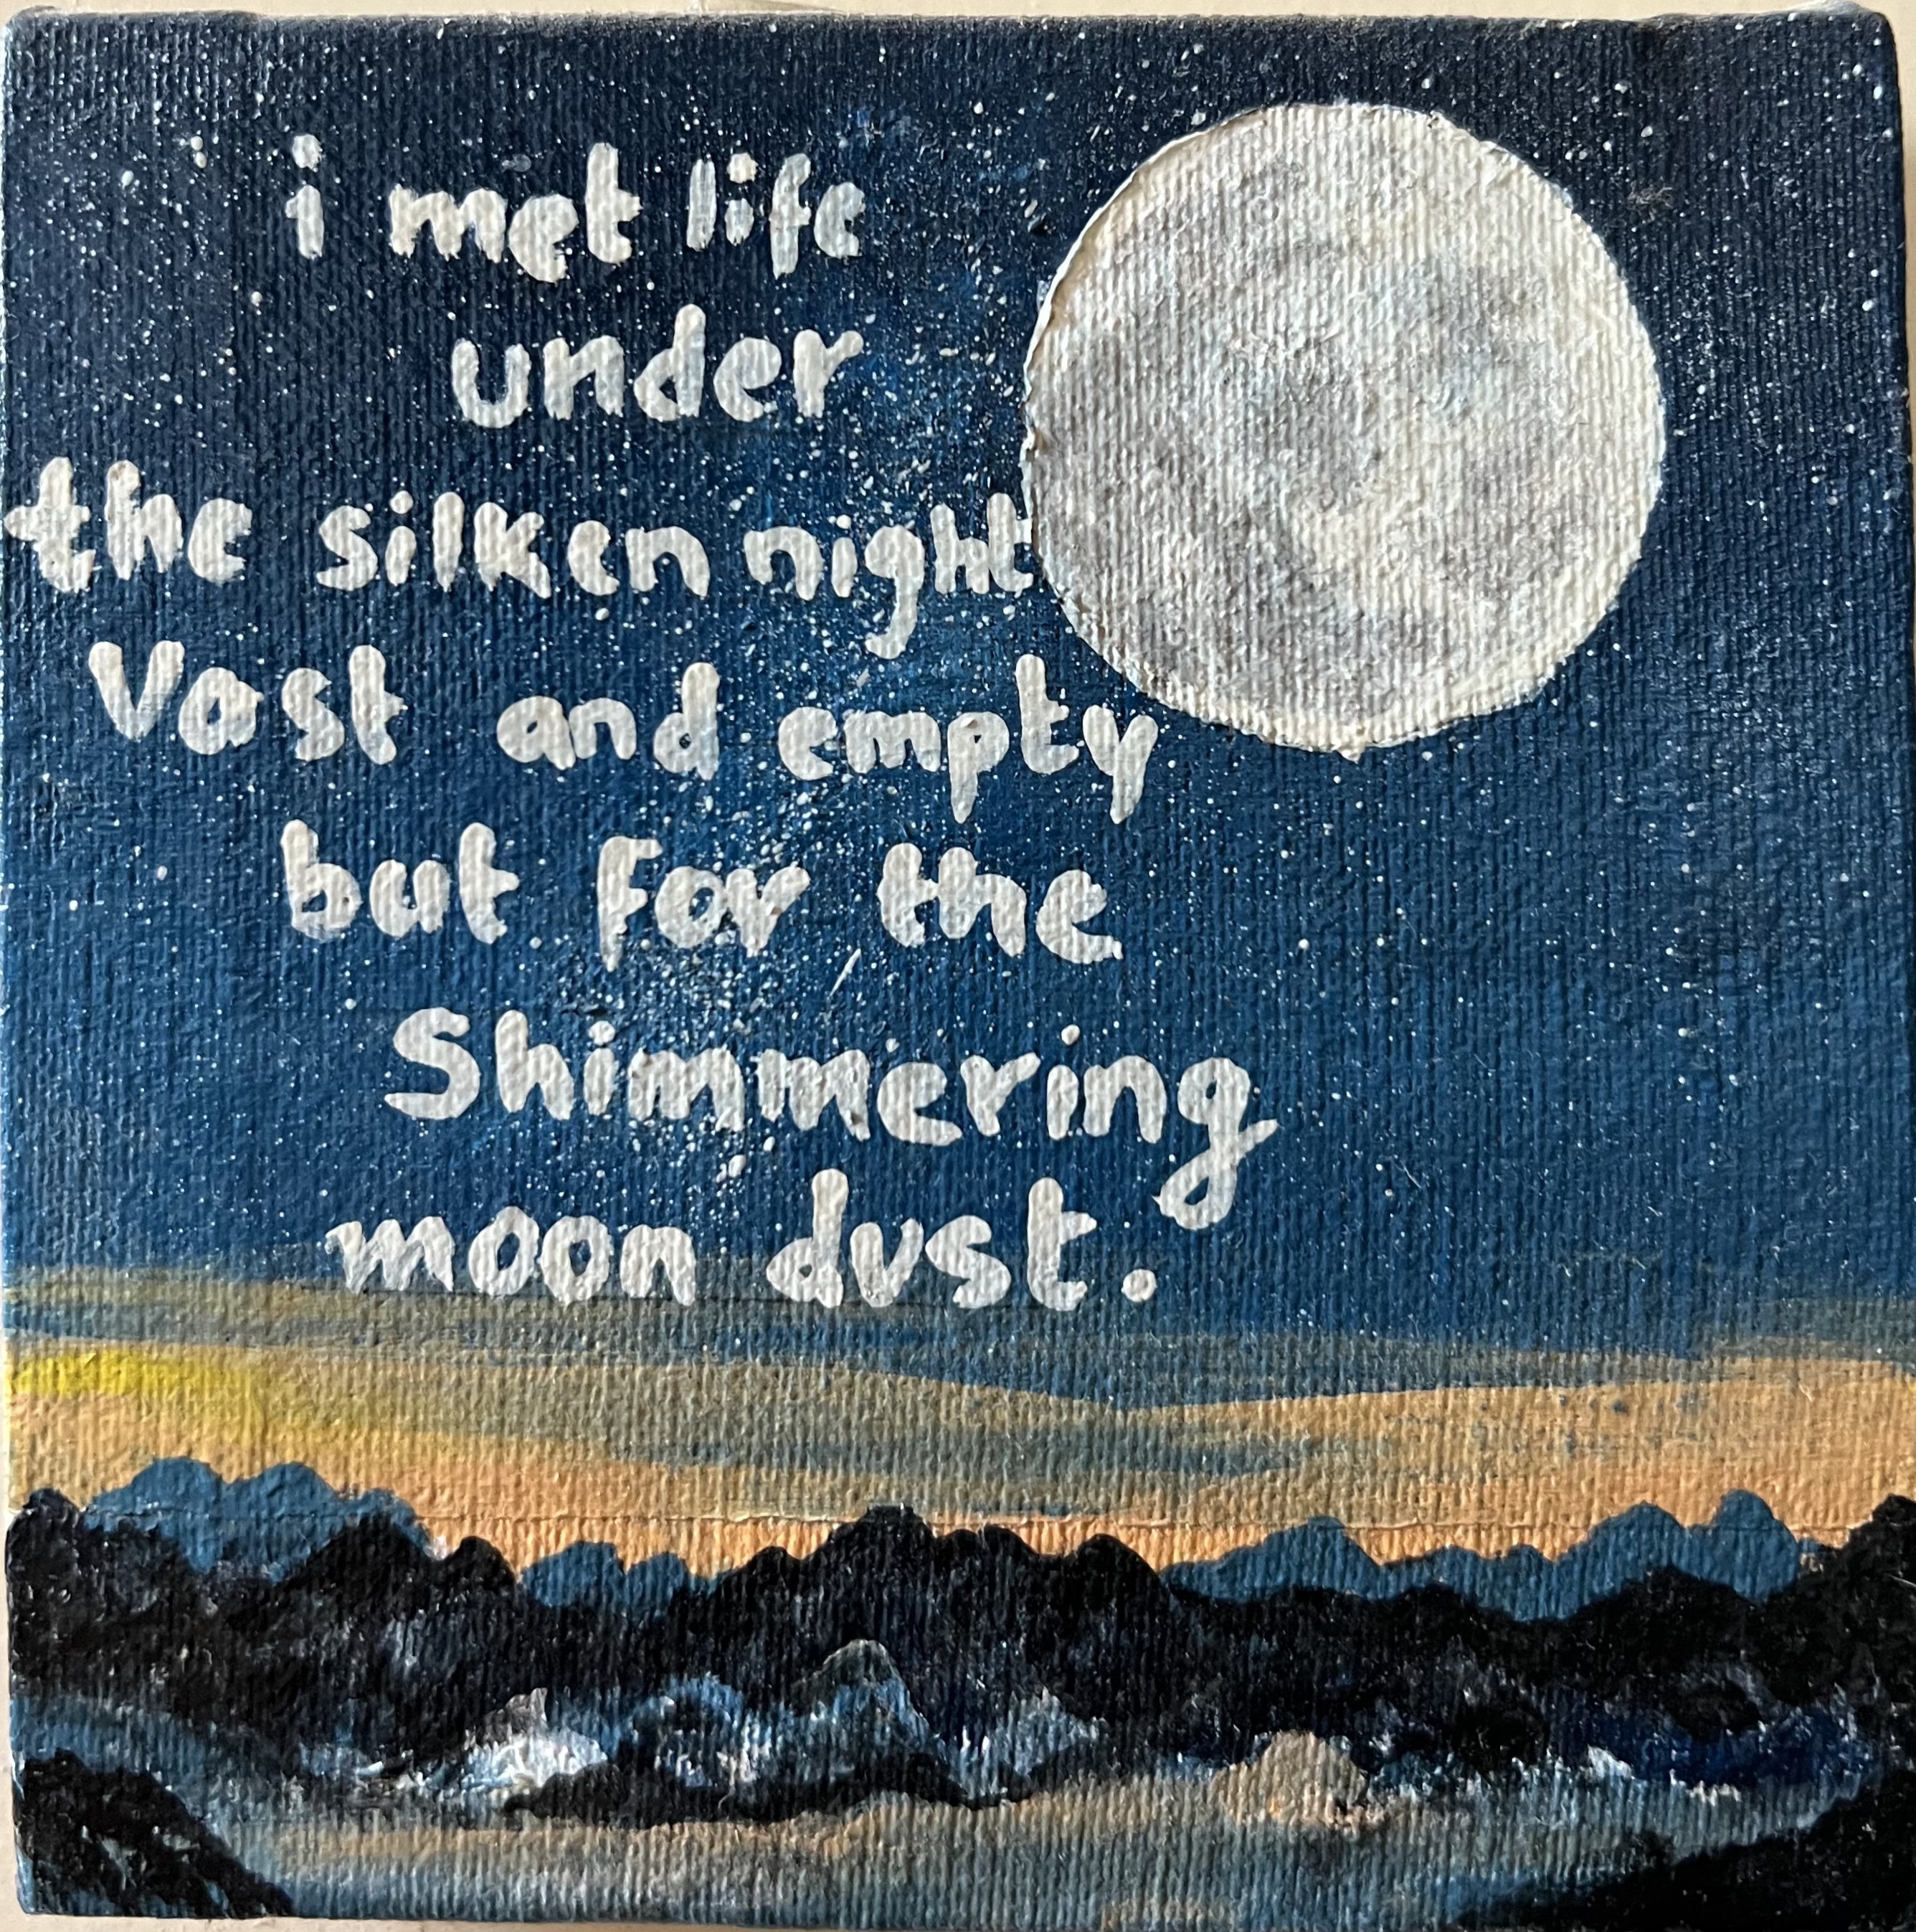 i met life
under
the silken night
Vast and empty
but for the
Shimmering
moon dust.